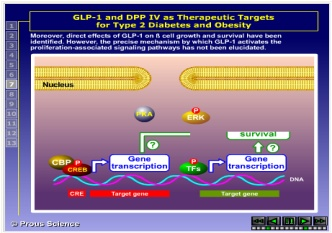 GLP-1 and DPP IV as Therapeutic Targets
for Type 2 Diabetes and Obesity
Moreover, direct effects of GLP-1 on ß cell growth and survival have been
identified. However, the precise mechanism by which GLP-1 activates the
proliferation-associated signaling pathways has not been elucidated.
1
2
3
4
5
6
7
8
9
10
11
12
13
Nucleus
PKA
P
ERK
survival
?
?
CBP
P
CREB
Gene
transcription
P
TFs
Gene
transcription
DNA
CRE
Target gene
Target gene
© Prous Science